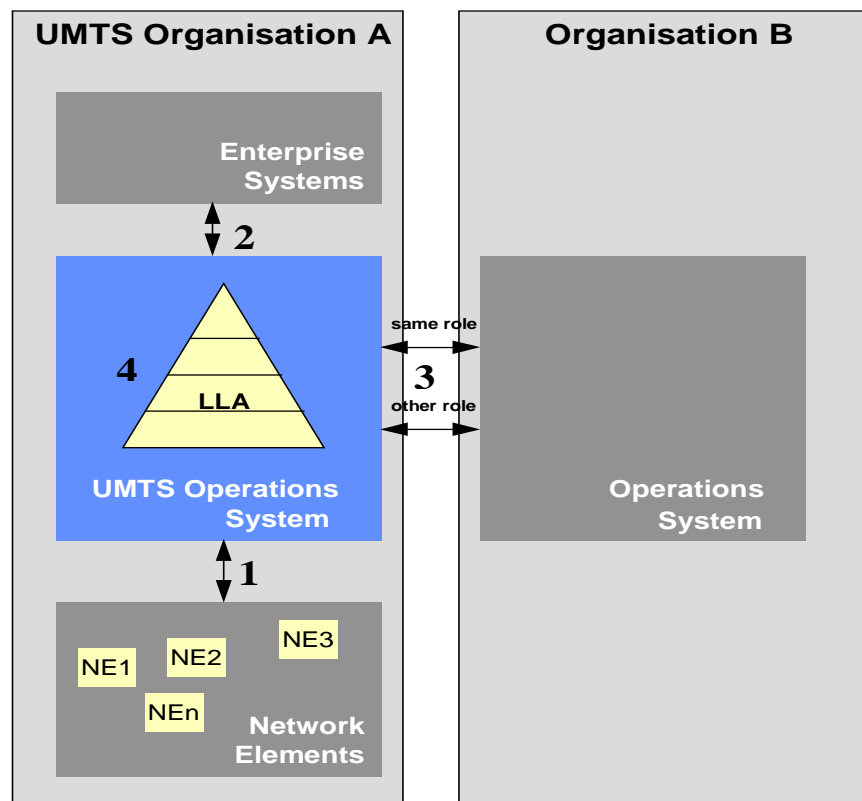 UMTS Organisation A
Organisation B
Enterprise
Systems
2
same role
4
3
LLA
other role
UMTS Operations
System
Operations
System
1
NE3
NE2
NE1
NEn
Network
Elements